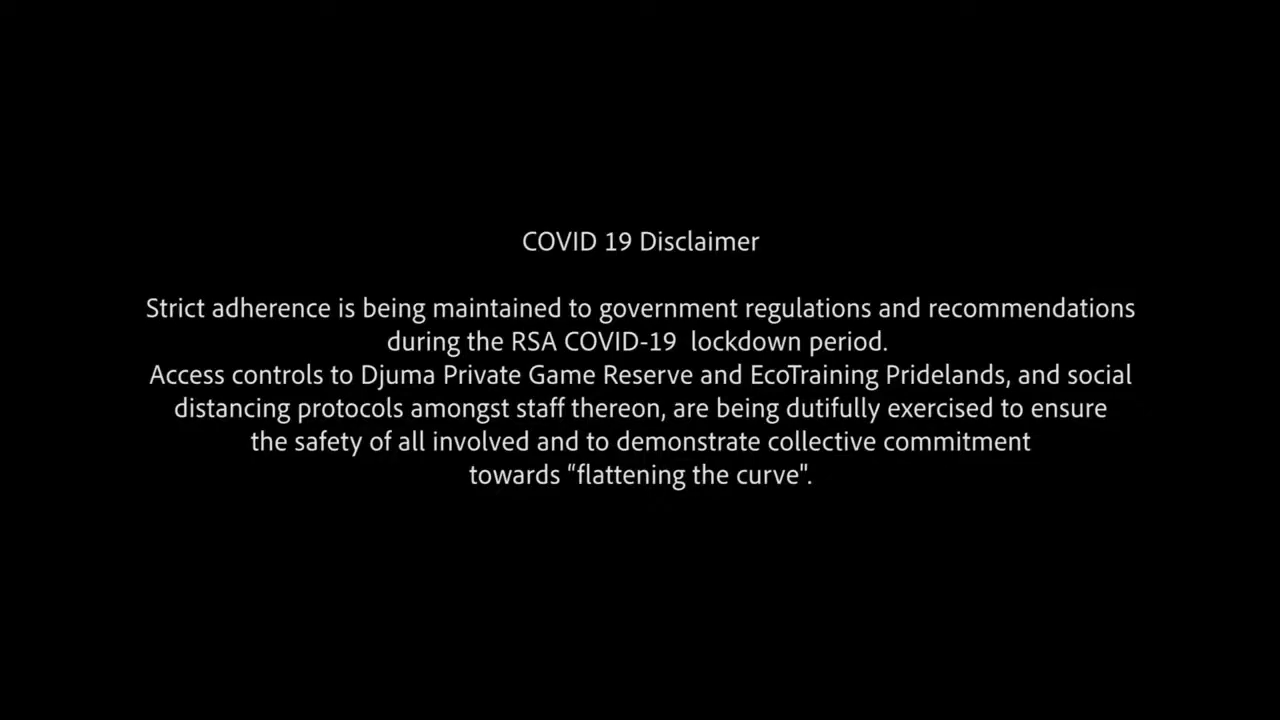 COVID 19 Disclaimer
Strict adherence is being maintained to government regulations and recommendations
during the RSA COVID-19  lockdown period.
Access controls to Djuma Private Game Reserve and EcoTraining Pridelands, and social
distancing protocols amongst staff thereon, are being dutifully exercised to ensure
the safety of all involved and to demonstrate collective commitment
towards “flattening the curve".